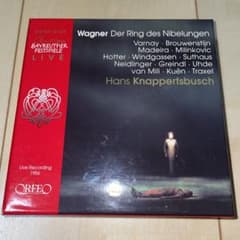 BAYREUTHER
FESTSPIELE
LIVE
Wagner Der Ring des Nibelungen
Varnay · Brouwenstijn
Madeira · Milinkovic
Hotter · Windgassen · Suthaus
Neidlinger · Greindl · Uhde
van Mill · Kuën · Traxel
Hans Knappertsbusch
Live Recording
1956
ORFEO